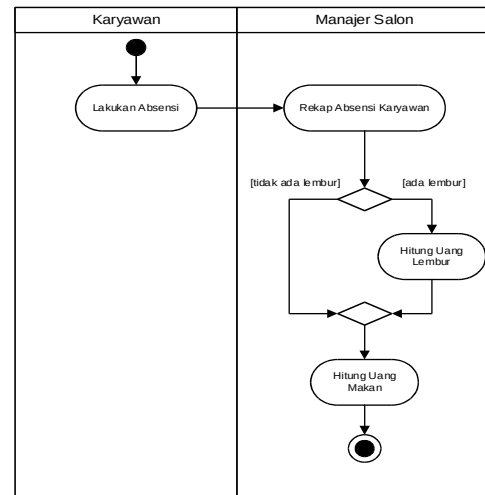 Karyawan
Manajer Salon
Lakukan Absensi
Rekap Absensi Karyawan
[tidak ada lembur]
[ada lembur]
Hitung Uang
Lembur
Hitung Uang
Makan